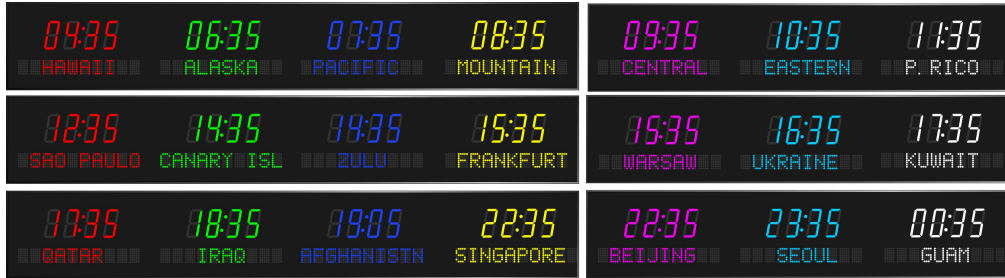 04:35 06:35 07:35 08:35 09:35 10:35 11:35
HAWAII ALASKA PACIFIC MOUNTAIN CENTRAL EASTERN P.RICO
12:35 14:35 14:35 15:35 15:35 16:35 17:35
SAO PAULO CANARY ISL ZULU FRANKFURT WARSAW UKRAINE KUWAIT
17:35 18:35 19:05 22:35 22:35 23:35 00:35
QATAR IRAQ AFGHANISTN SINGAPORE BEIJING SEOUL GUAM